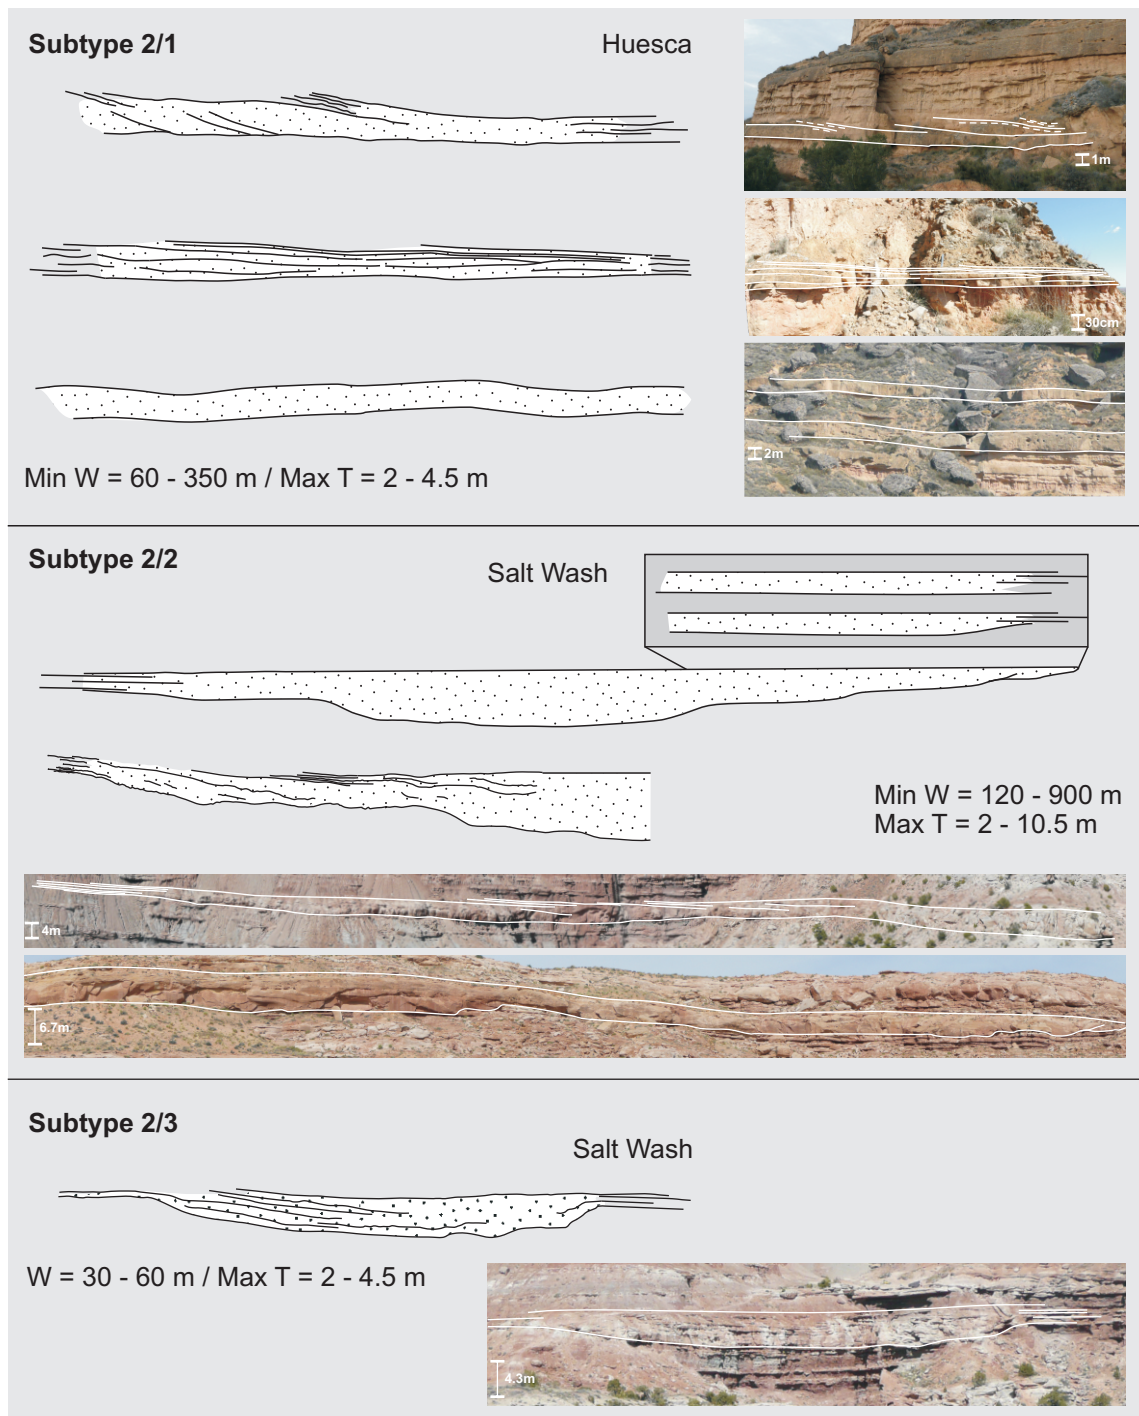 Subtype 2/1
Huesca
1m
30cm
2m
Min W = 60 - 350 m / Max T = 2 - 4.5 m
Subtype 2/2
Salt Wash
Min W = 120 - 900 m
Max T = 2 - 10.5 m
4m
6.7m
Subtype 2/3
Salt Wash
W = 30 - 60 m / Max T = 2 - 4.5 m
4.3m